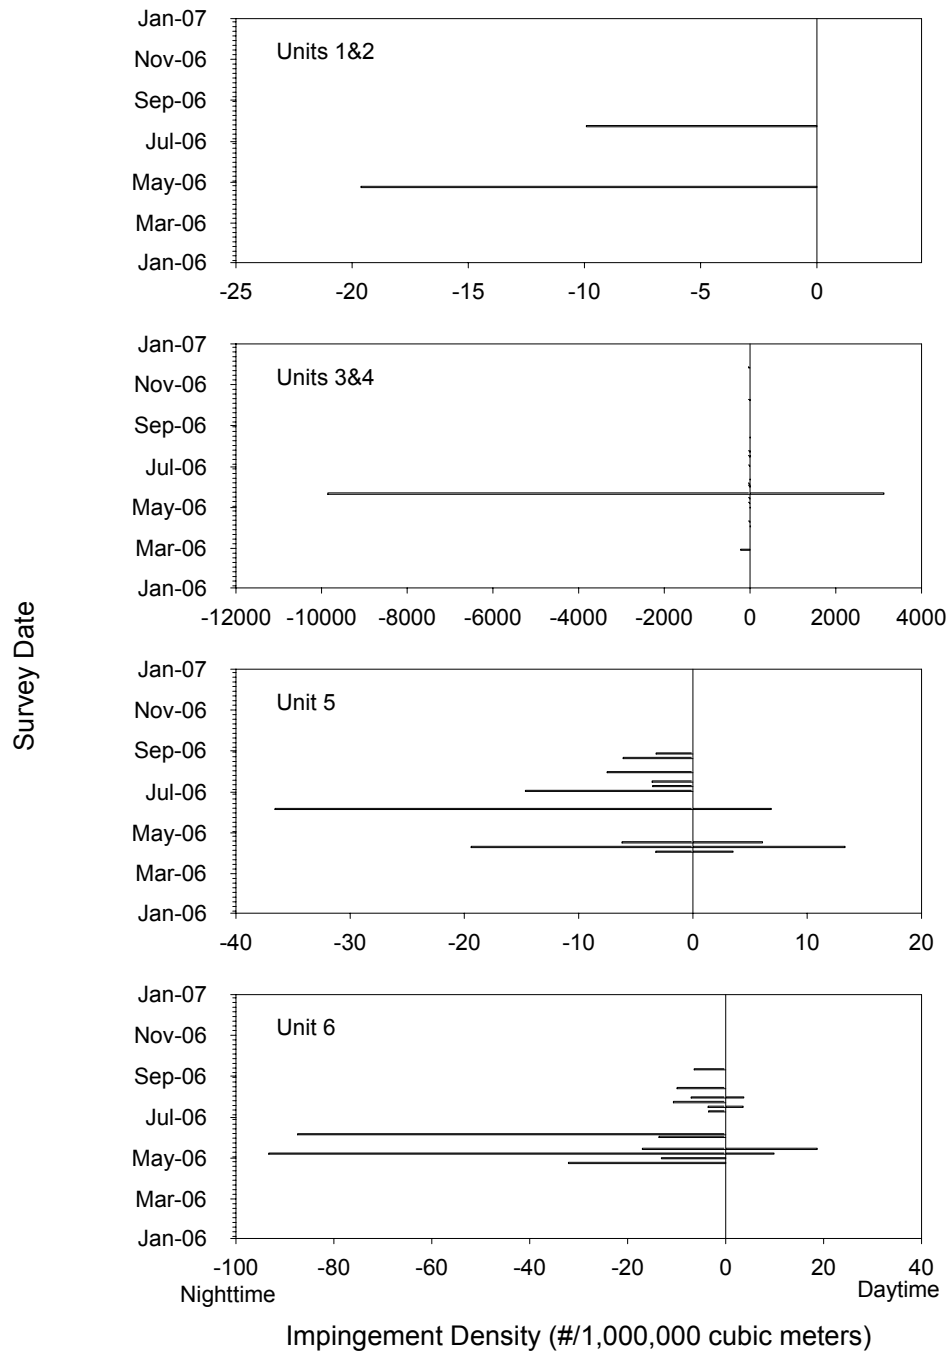 Survey Date
Units 1&2
Jan-07
Nov-06
Sep-06
Jul-06
May-06
Mar-06
Jan-06
-25 -20 -15 -10 -5 0
Units 3&4
Jan-07
Nov-06
Sep-06
Jul-06
May-06
Mar-06
Jan-06
-12000 -10000 -8000 -6000 -4000 -2000 0 2000 4000
Unit 5
Jan-07
Nov-06
Sep-06
Jul-06
May-06
Mar-06
Jan-06
-40 -30 -20 -10 0 10 20
Unit 6
Jan-07
Nov-06
Sep-06
Jul-06
May-06
Mar-06
Jan-06
-100 -80 -60 -40 -20 0 20 40
Nighttime Daytime
Impingement Density (#/1,000,000 cubic meters)